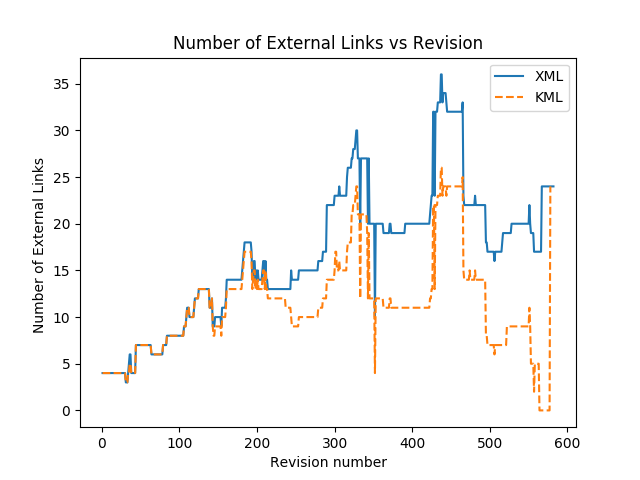 Number of External Links vs Revision
XML
KML
Number of External Links
35
30
25
20
15
10
5
0
0 100 200 300 400 500 600
Revision number